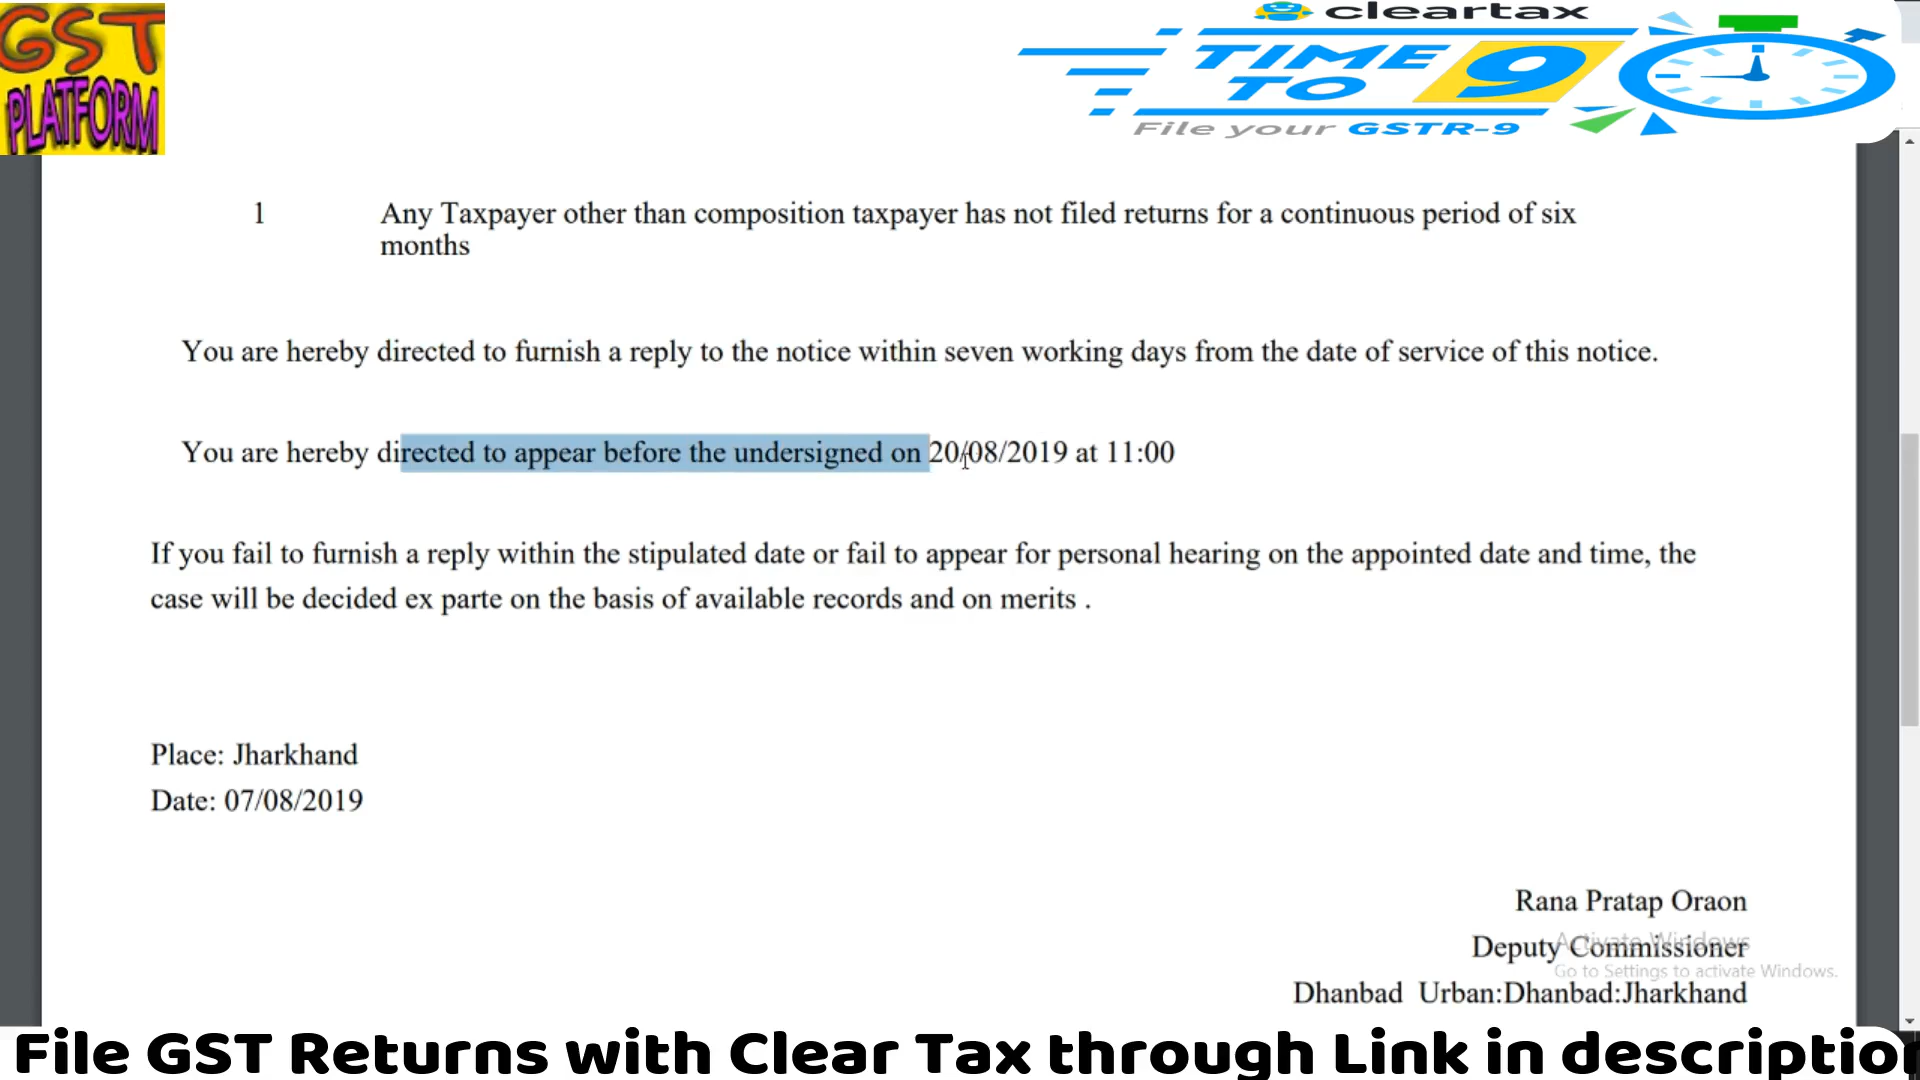 GST
PLATFORM
cleartax
TIME
TO 9
File your GSTR-9
1 Any Taxpayer other than composition taxpayer has not filed returns for a continuous period of six
months
You are hereby directed to furnish a reply to the notice within seven working days from the date of service of this notice.
You are hereby directed to appear before the undersigned on 20/08/2019 at 11:00
If you fail to furnish a reply within the stipulated date or fail to appear for personal hearing on the appointed date and time, the
case will be decided ex parte on the basis of available records and on merits .
Place: Jharkhand
Date: 07/08/2019
Rana Pratap Oraon
Activate Windows
Deputy Commissioner
Go to Settings to activate Windows.
Dhanbad Urban:Dhanbad:Jharkhand
File GST Returns with Clear Tax through Link in description